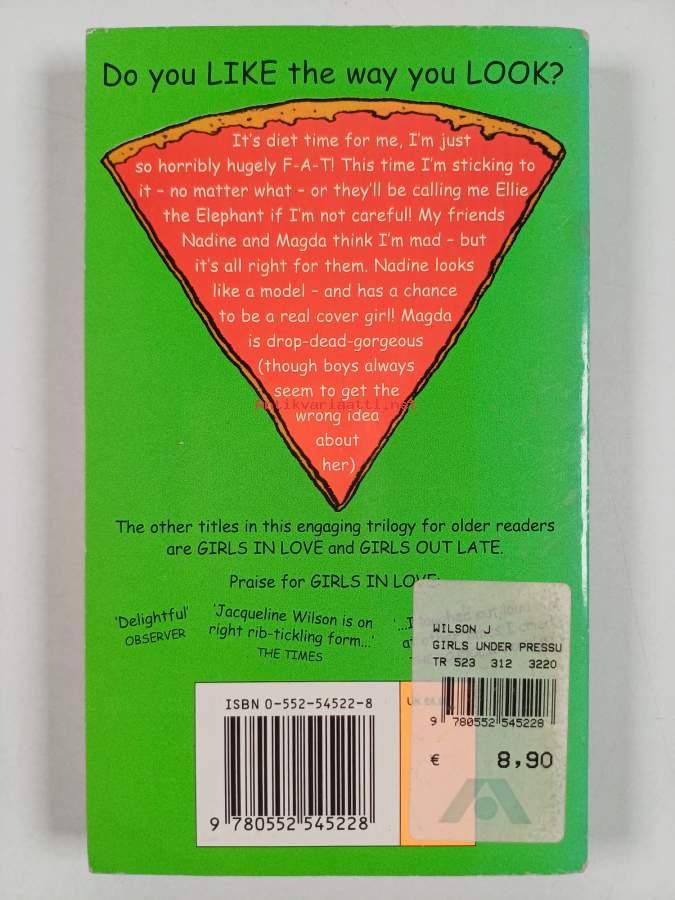 Do you LIKE the way you LOOK?
It's diet time for me, I'm just
so horribly hugely F-A-T! This time I'm sticking to
it – no matter what – or they'll be calling me Ellie
the Elephant if I'm not careful! My friends
Nadine and Magda think I'm mad – but
it's all right for them. Nadine looks
like a model – and has a chance
to be a real cover girl! Magda
is drop-dead-gorgeous
(though boys always
seem to get the
antikvariaatti.net
wrong idea
about
her)
The other titles in this engaging trilogy for older readers
are GIRLS IN LOVE and GIRLS OUT LATE.
Praise for GIRLS IN LOVE:
'Delightful'
OBSERVER
'Jacqueline Wilson is on
right rib-tickling form...'
THE TIMES
WILSON J
GIRLS UNDER PRESSU
TR 523 312 3220
9 780552 545228
€ 8,90
ISBN 0-552-54522-8
UK
9 780552 545228